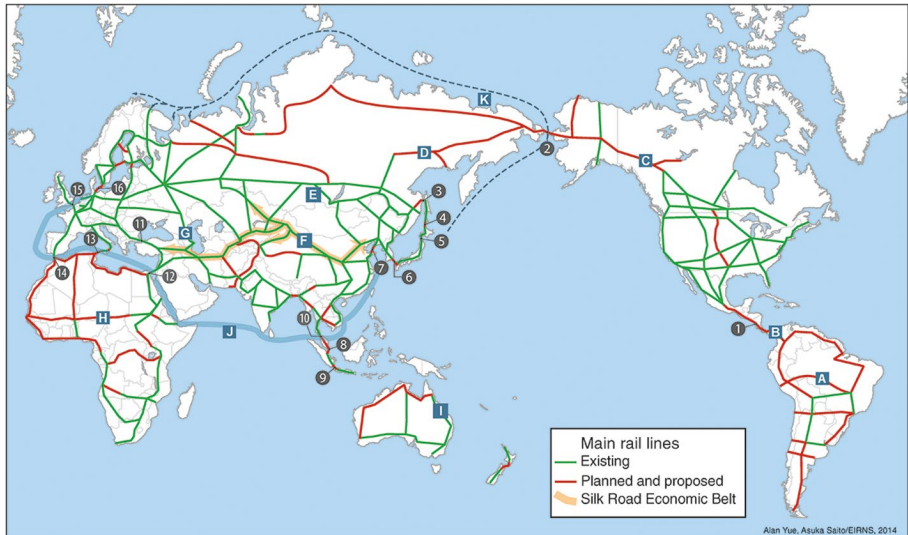 K
2
D
C
3
15
16
E
4
11
G
F
5
13
14
12
7
6
H
10
1
B
J
8
9
A
I
Main rail lines
Existing
Planned and proposed
Silk Road Economic Belt
Alan Yue, Asuka Saito/EIRNS, 2014